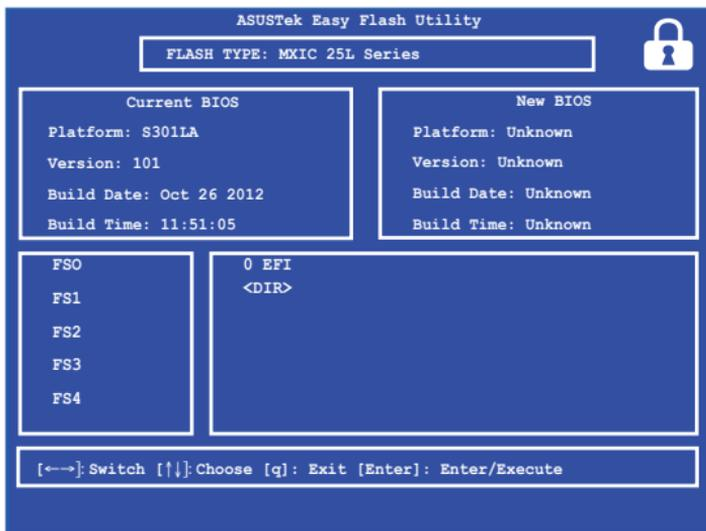 ASUSTek Easy Flash Utility
FLASH TYPE: MXIC 25L Series
Current BIOS
Platform: S301LA
Version: 101
Build Date: Oct 26 2012
Build Time: 11:51:05
New BIOS
Platform: Unknown
Version: Unknown
Build Date: Unknown
Build Time: Unknown
FSO
FS1
FS2
FS3
FS4
0 EFI
<DIR>
[←→]: Switch [↑↓]: Choose [q]: Exit [Enter]: Enter/Execute